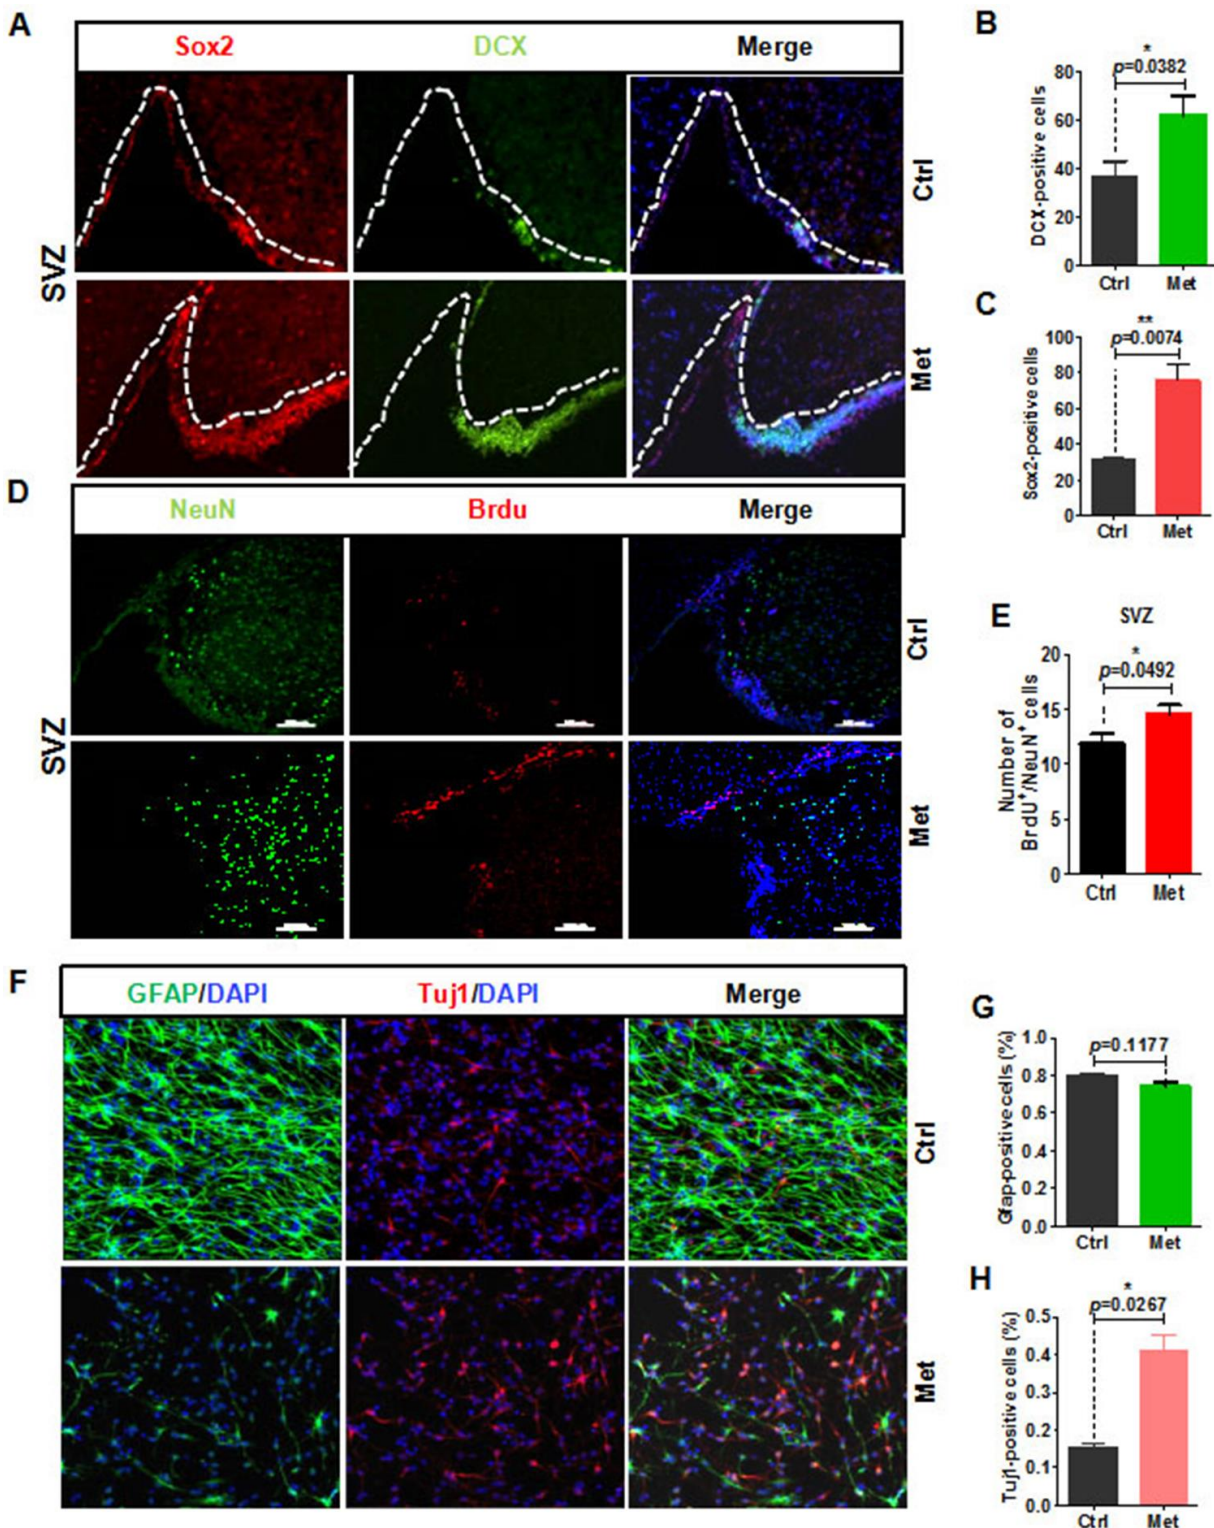 A
Sox2 DCX Merge
Ctrl
SVZ
Met
B
*
p=0.0382
80
60
40
20
0
DCX-positive cells
Ctrl Met
C
**
p=0.0074
100
80
60
40
20
0
Sox2-positive cells
Ctrl Met
D
NeuN Brdu Merge
Ctrl
SVZ
Met
E
SVZ
*
p=0.0492
20
15
10
5
0
Number of
BrdU+/NeuN+ cells
Ctrl Met
F
GFAP/DAPI Tuj1/DAPI Merge
Ctrl
Met
G
p=0.1177
1.0
0.8
0.6
0.4
0.2
0.0
Gfap-positive cells (%)
Ctrl Met
H
*
p=0.0267
0.5
0.4
0.3
0.2
0.1
0.0
Tuj1-positive cells (%)
Ctrl Met